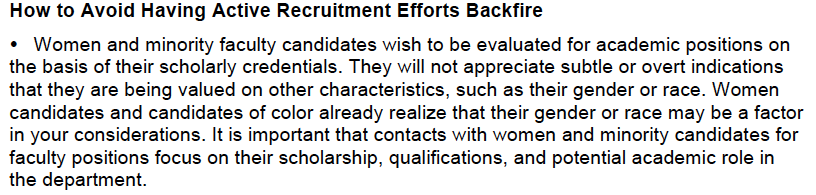 How to Avoid Having Active Recruitment Efforts Backfire
• Women and minority faculty candidates wish to be evaluated for academic positions on
the basis of their scholarly credentials. They will not appreciate subtle or overt indications
that they are being valued on other characteristics, such as their gender or race. Women
candidates and candidates of color already realize that their gender or race may be a factor
in your considerations. It is important that contacts with women and minority candidates for
faculty positions focus on their scholarship, qualifications, and potential academic role in
the department.